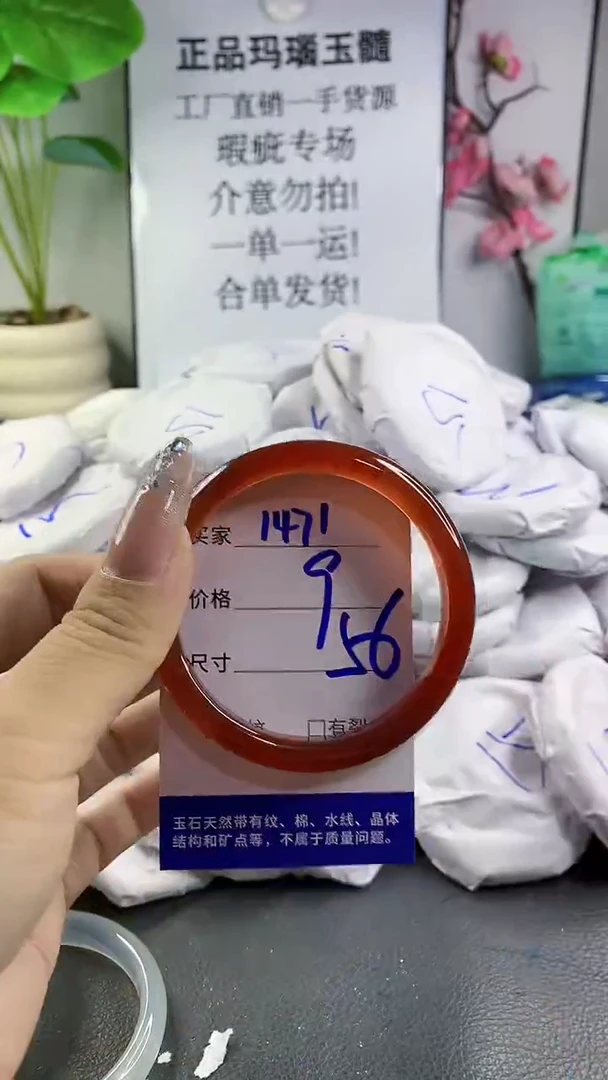 正品玛瑙玉髓
工厂直销一手货源
瑕疵专场
介意勿拍!
一单一运!
合单发货!
买家 1471
价格 9
尺寸 56
口有裂
玉石天然带有纹、棉、水线、晶体
结构和矿点等，不属于质量问题。